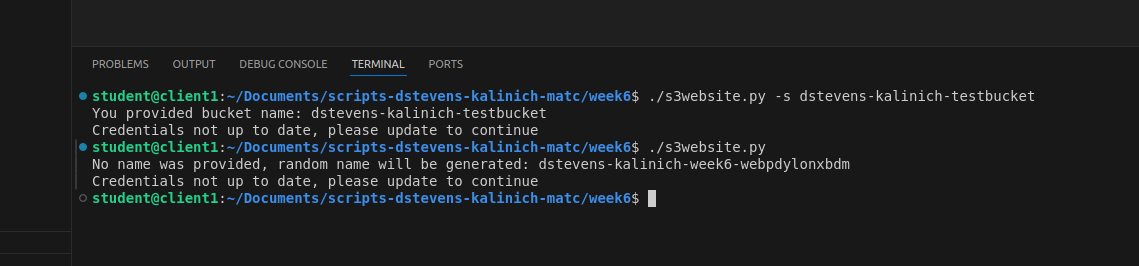 PROBLEMS OUTPUT DEBUG CONSOLE TERMINAL PORTS
student@client1:~/Documents/scripts-dstevens-kalinich-matc/week6$ ./s3website.py -s dstevens-kalinich-testbucket
You provided bucket name: dstevens-kalinich-testbucket
Credentials not up to date, please update to continue
student@client1:~/Documents/scripts-dstevens-kalinich-matc/week6$ ./s3website.py
No name was provided, random name will be generated: dstevens-kalinich-week6-webpdylonxbdm
Credentials not up to date, please update to continue
student@client1:~/Documents/scripts-dstevens-kalinich-matc/week6$